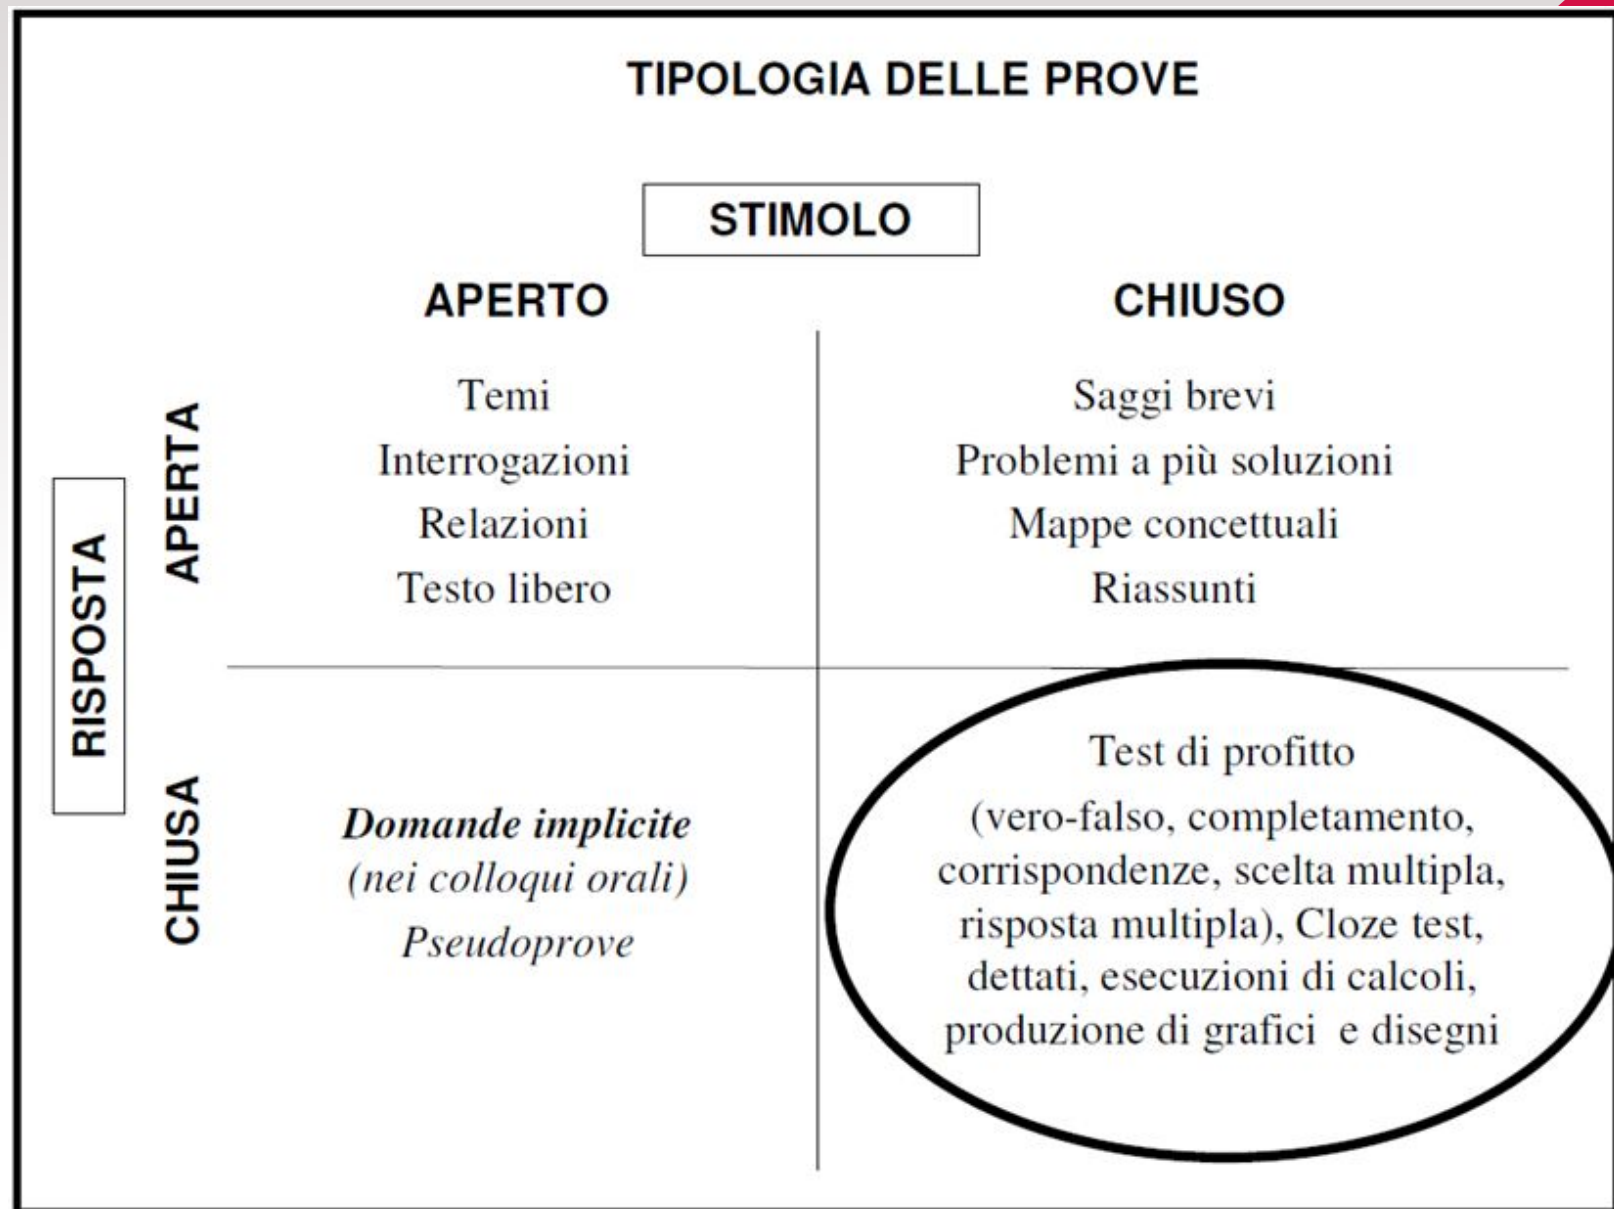 TIPOLOGIA DELLE PROVE
STIMOLO
APERTO
CHIUSO
RISPOSTA
APERTA
Temi
Interrogazioni
Relazioni
Testo libero
Saggi brevi
Problemi a più soluzioni
Mappe concettuali
Riassunti
CHIUSA
Domande implicite
(nei colloqui orali)
Pseudoprove
Test di profitto
(vero-falso, completamento,
corrispondenze, scelta multipla,
risposta multipla), Cloze test,
dettati, esecuzioni di calcoli,
produzione di grafici e disegni